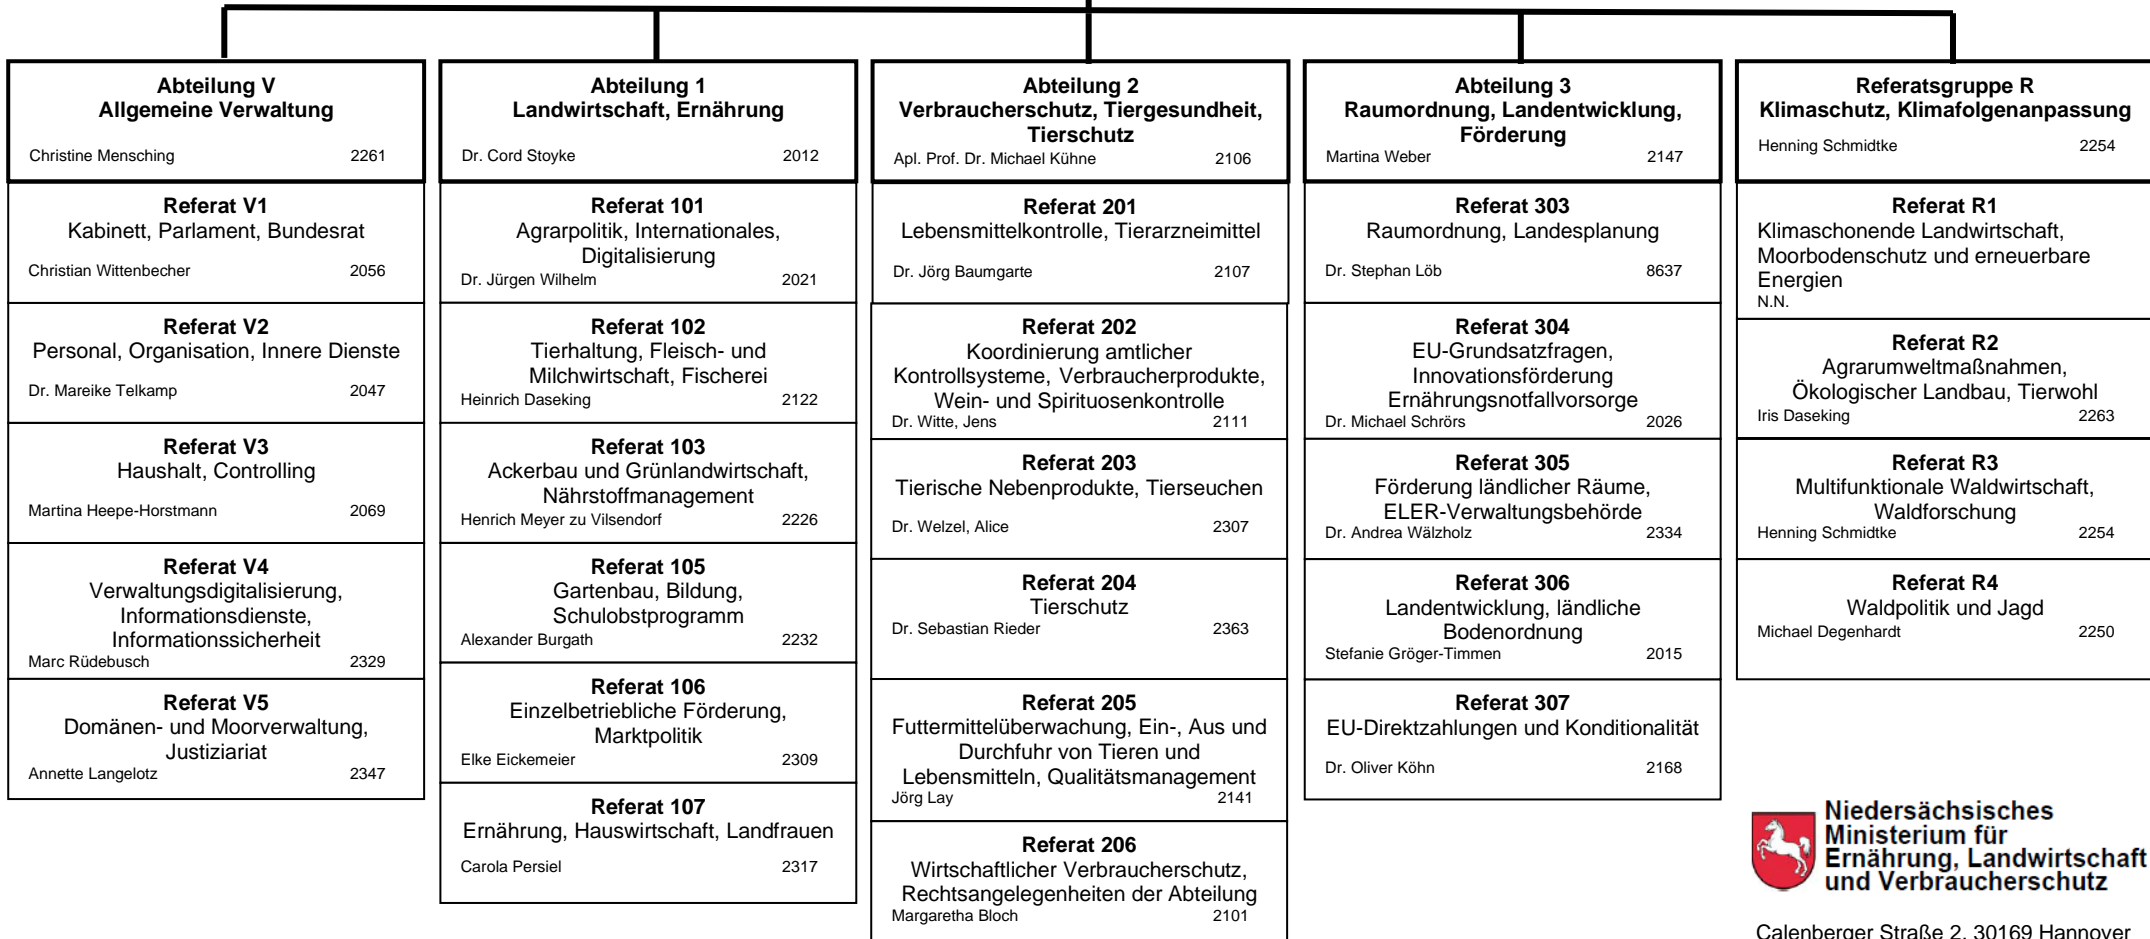 Abteilung V
Allgemeine Verwaltung
Christine Mensching 2261
Referat V1
Kabinett, Parlament, Bundesrat
Christian Wittenbecher 2056
Referat V2
Personal, Organisation, Innere Dienste
Dr. Mareike Telkamp 2047
Referat V3
Haushalt, Controlling
Martina Heepe-Horstmann 2069
Referat V4
Verwaltungsdigitalisierung,
Informationsdienste,
Informationssicherheit
Marc Rüdebusch 2329
Referat V5
Domänen- und Moorverwaltung,
Justiziariat
Annette Langelotz 2347
Abteilung 1
Landwirtschaft, Ernährung
Dr. Cord Stoyke 2012
Referat 101
Agrarpolitik, Internationales,
Digitalisierung
Dr. Jürgen Wilhelm 2021
Referat 102
Tierhaltung, Fleisch- und
Milchwirtschaft, Fischerei
Heinrich Daseking 2122
Referat 103
Ackerbau und Grünlandwirtschaft,
Nährstoffmanagement
Henrich Meyer zu Vilsendorf 2226
Referat 105
Gartenbau, Bildung,
Schulobstprogramm
Alexander Burgath 2232
Referat 106
Einzelbetriebliche Förderung,
Marktpolitik
Elke Eickemeier 2309
Referat 107
Ernährung, Hauswirtschaft, Landfrauen
Carola Persiel 2317
Abteilung 2
Verbraucherschutz, Tiergesundheit,
Tierschutz
Apl. Prof. Dr. Michael Kühne 2106
Referat 201
Lebensmittelkontrolle, Tierarzneimittel
Dr. Jörg Baumgarte 2107
Referat 202
Koordinierung amtlicher
Kontrollsysteme, Verbraucherprodukte,
Wein- und Spirituosenkontrolle
Dr. Witte, Jens 2111
Referat 203
Tierische Nebenprodukte, Tierseuchen
Dr. Welzel, Alice 2307
Referat 204
Tierschutz
Dr. Sebastian Rieder 2363
Referat 205
Futtermittelüberwachung, Ein-, Aus und
Durchfuhr von Tieren und
Lebensmitteln, Qualitätsmanagement
Jörg Lay 2141
Referat 206
Wirtschaftlicher Verbraucherschutz,
Rechtsangelegenheiten der Abteilung
Margaretha Bloch 2101
Abteilung 3
Raumordnung, Landentwicklung,
Förderung
Martina Weber 2147
Referat 303
Raumordnung, Landesplanung
Dr. Stephan Löb 8637
Referat 304
EU-Grundsatzfragen,
Innovationsförderung
Ernährungsnotfallvorsorge
Dr. Michael Schrörs 2026
Referat 305
Förderung ländlicher Räume,
ELER-Verwaltungsbehörde
Dr. Andrea Wälzholz 2334
Referat 306
Landentwicklung, ländliche
Bodenordnung
Stefanie Gröger-Timmen 2015
Referat 307
EU-Direktzahlungen und Konditionalität
Dr. Oliver Köhn 2168
Referatsgruppe R
Klimaschutz, Klimafolgenanpassung
Henning Schmidtke 2254
Referat R1
Klimaschonende Landwirtschaft,
Moorbodenschutz und erneuerbare
Energien
N.N.
Referat R2
Agrarumweltmaßnahmen,
Ökologischer Landbau, Tierwohl
Iris Daseking 2263
Referat R3
Multifunktionale Waldwirtschaft,
Waldforschung
Henning Schmidtke 2254
Referat R4
Waldpolitik und Jagd
Michael Degenhardt 2250
Niedersächsisches
Ministerium für
Ernährung, Landwirtschaft
und Verbraucherschutz
Calenberger Straße 2, 30169 Hannover